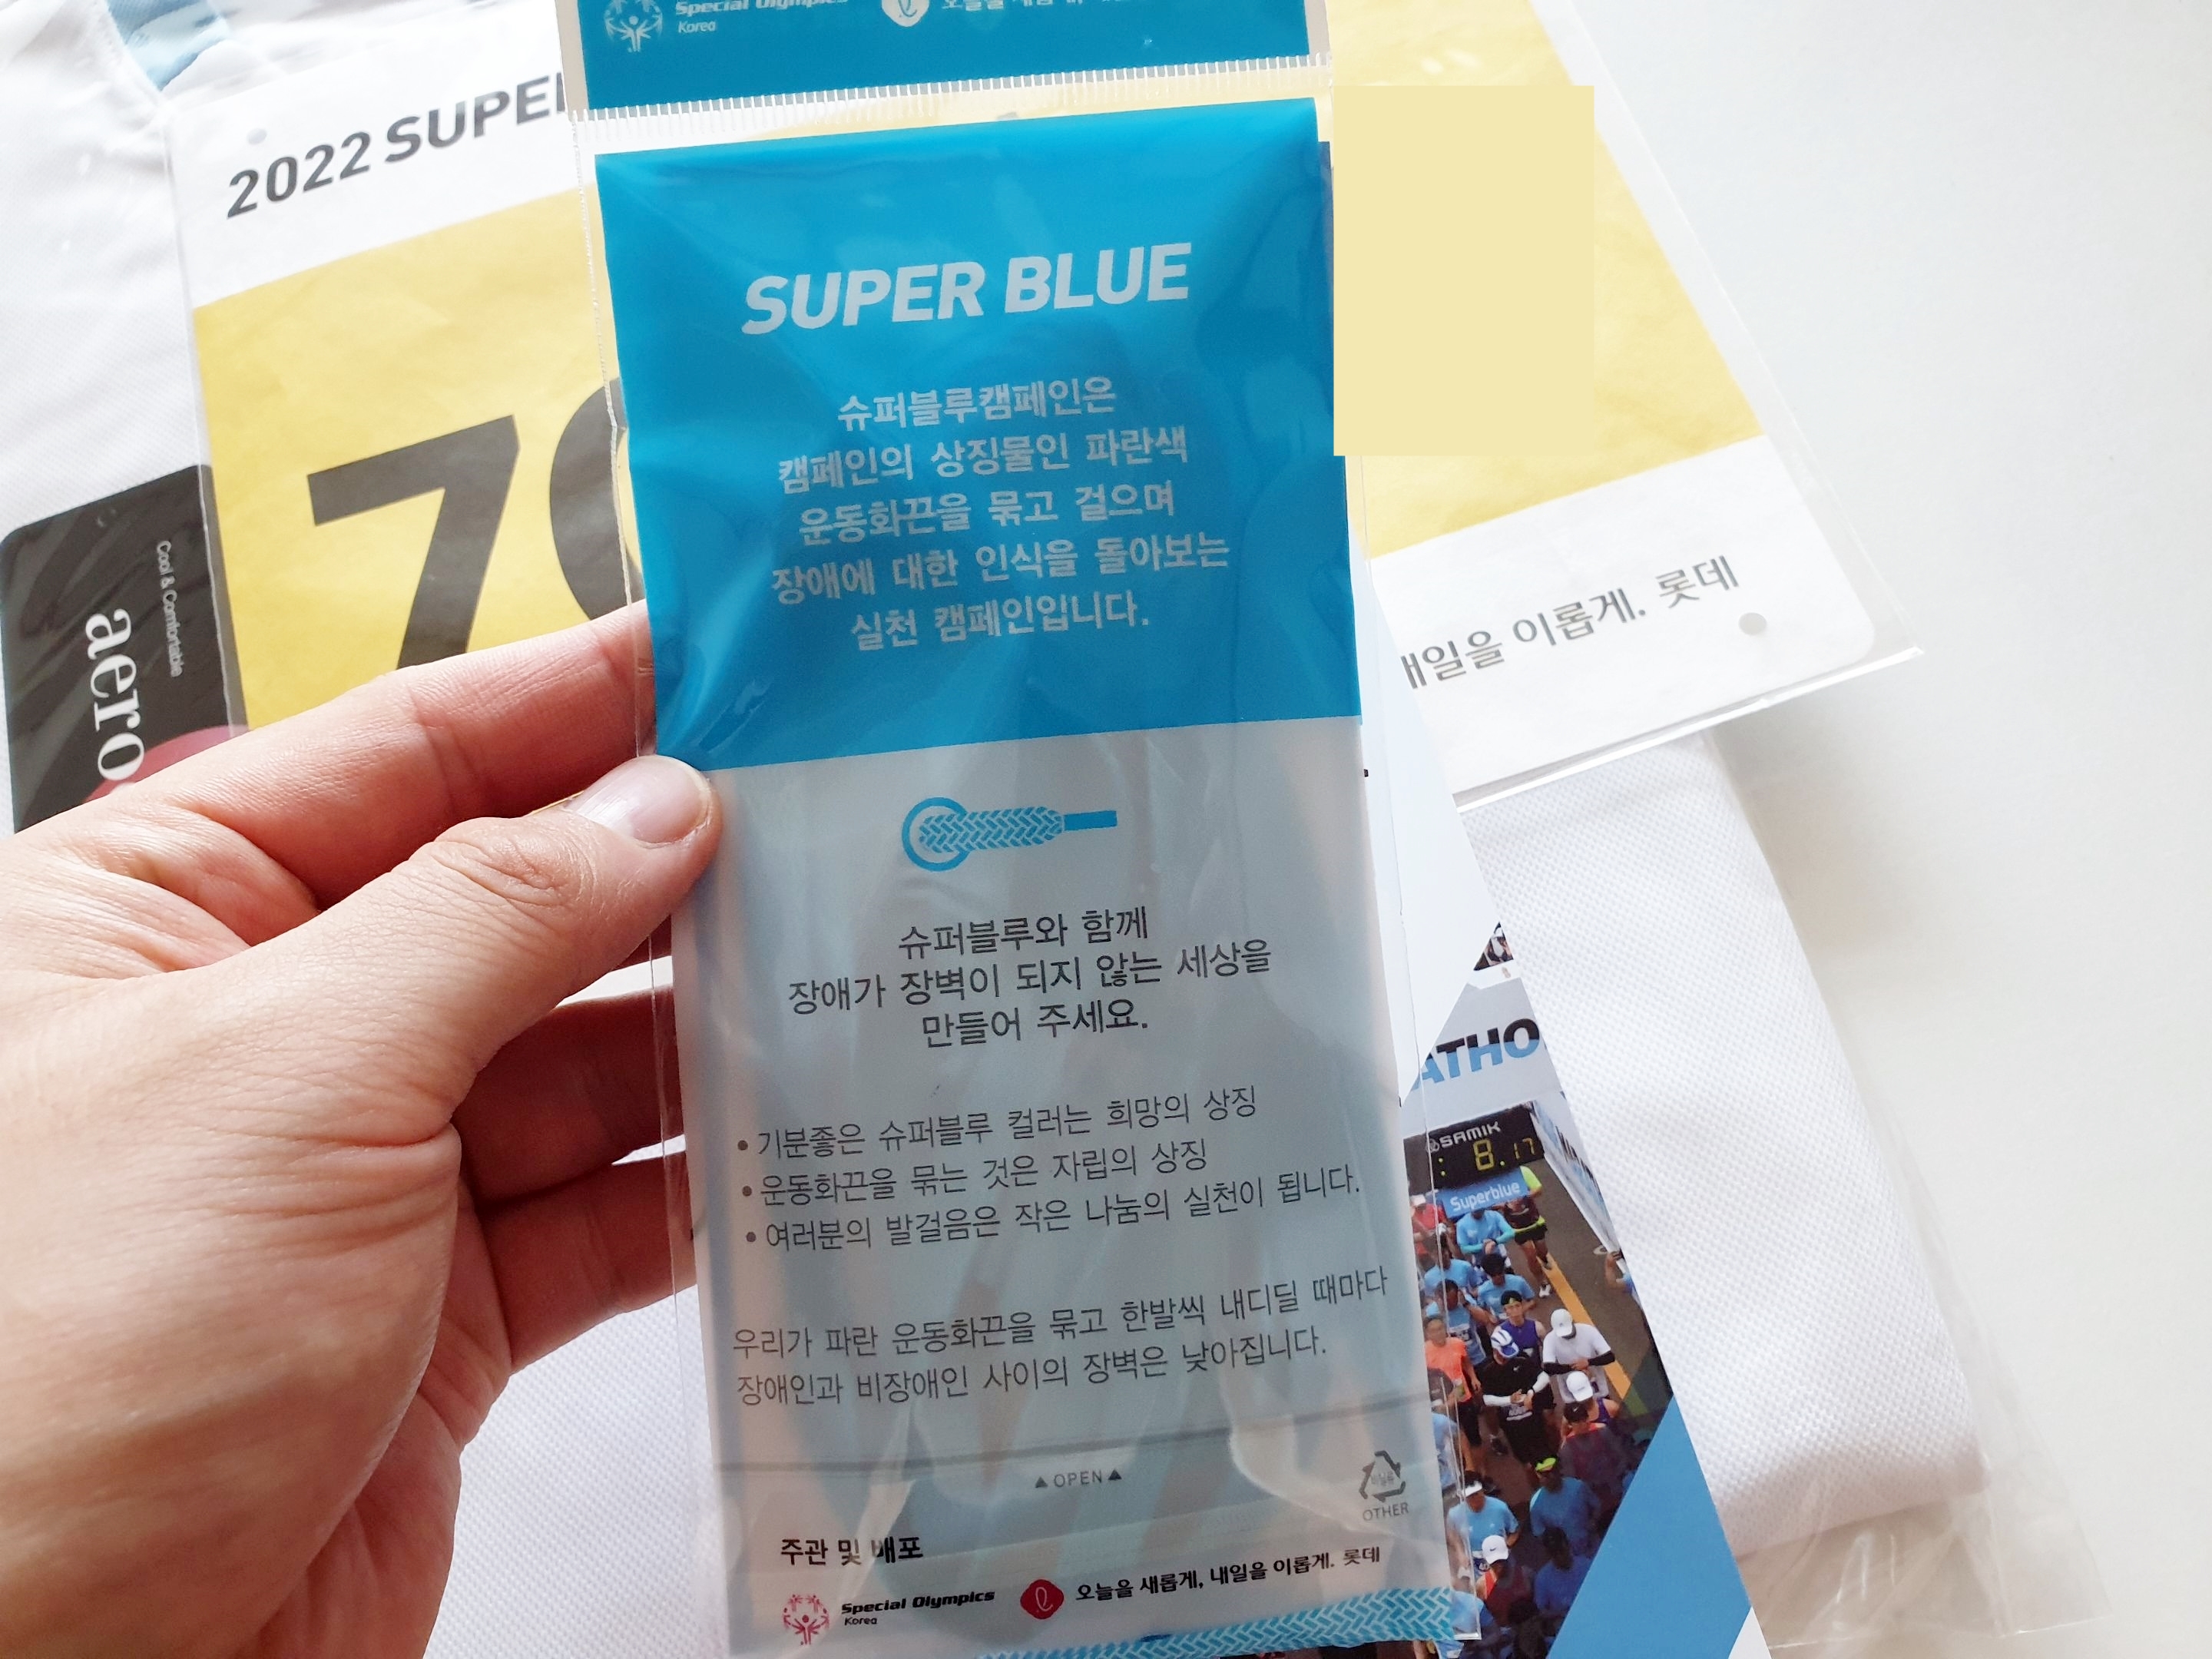 Special Olympics
Korea
2022 SUPE
7
Cool & Comfortable
aero
SUPER BLUE
슈퍼블루캠페인은
캠페인의 상징물인 파란색
운동화끈을 묶고 걸으며
장애에 대한 인식을 돌아보는
실천 캠페인입니다.
내일을 이롭게. 롯데
슈퍼블루와 함께
장애가 장벽이 되지 않는 세상을
만들어 주세요.
• 기분좋은 슈퍼블루 컬러는 희망의 상징
• 운동화끈을 묶는 것은 자립의 상징
• 여러분의 발걸음은 작은 나눔의 실천이 됩니다.
우리가 파란 운동화끈을 묶고 한발씩 내디딜 때마다
장애인과 비장애인 사이의 장벽은 낮아집니다.
ATHO
SAMIK
: 8.17
Superblue
▲OPEN▲
OTHER
주관 및 배포
Special Olympics
Korea
오늘을 새롭게, 내일을 이롭게. 롯데